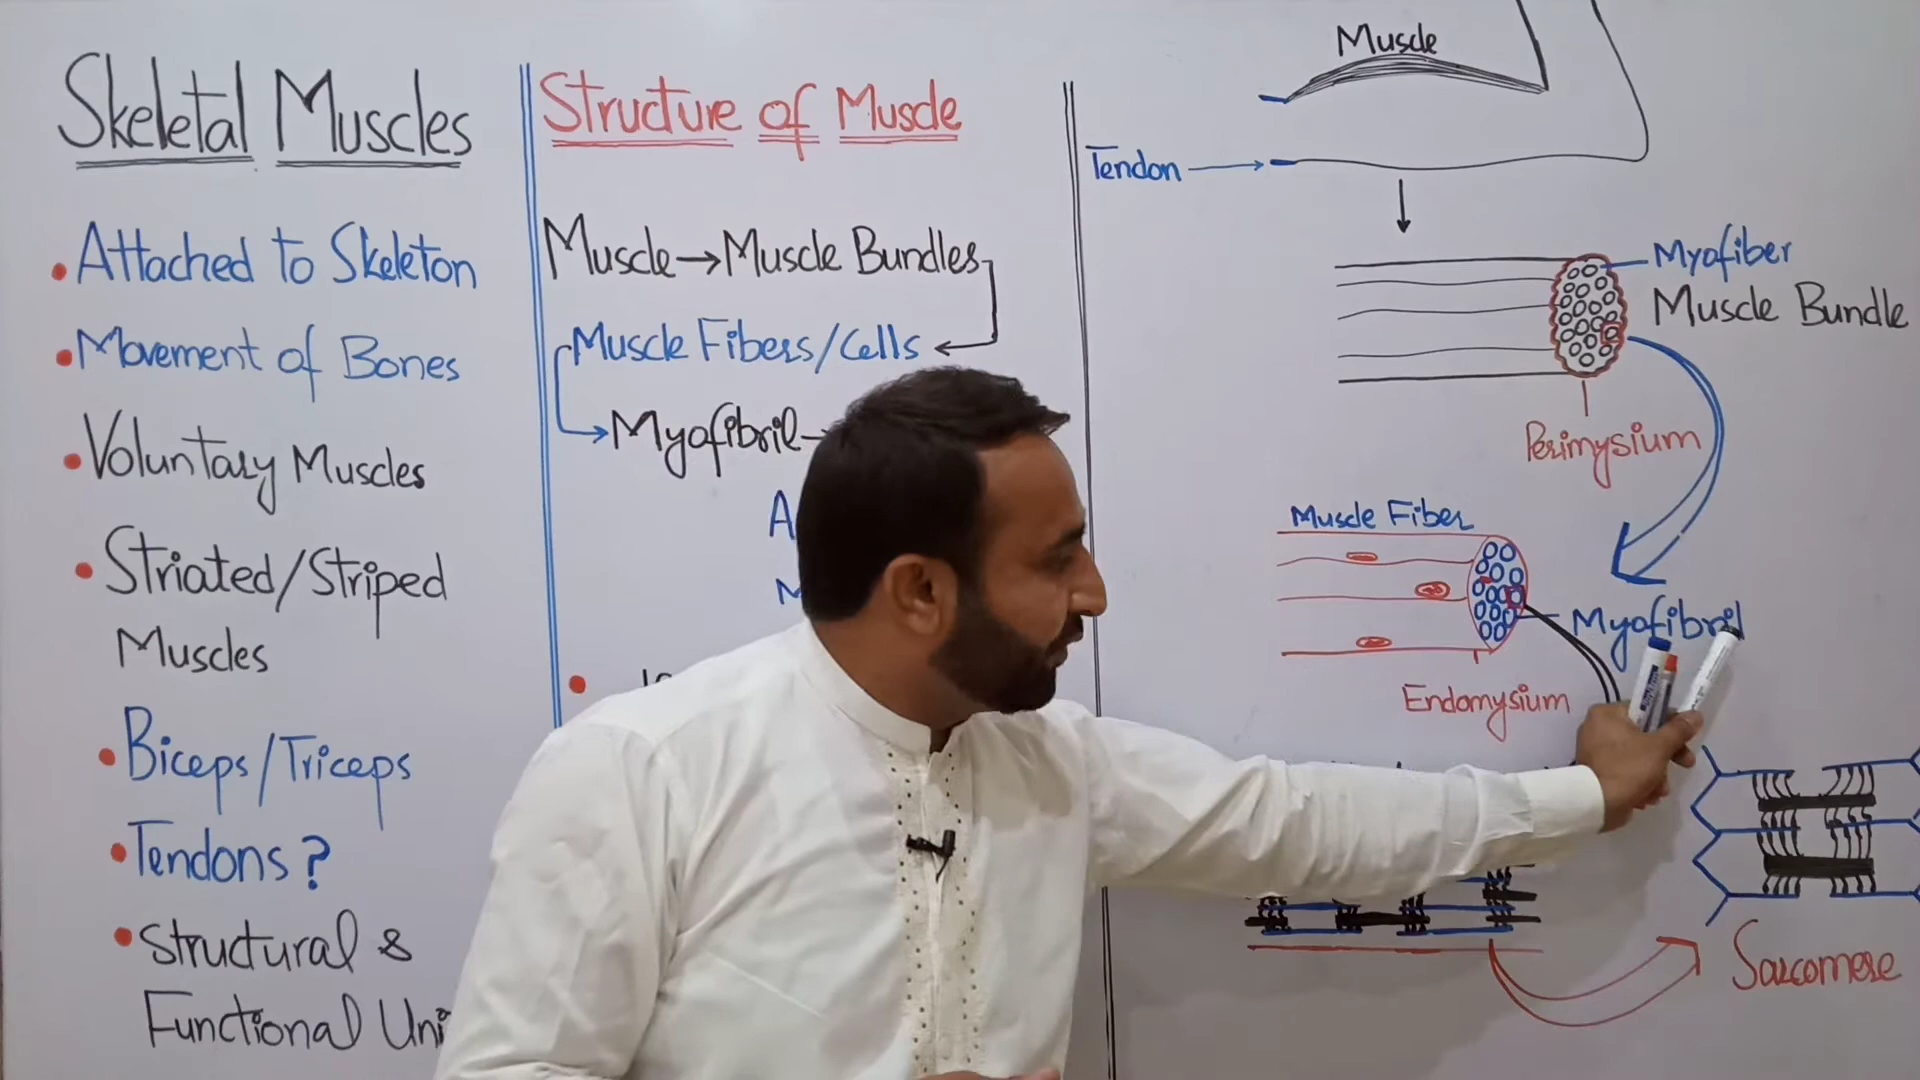 Skeletal Muscles
• Attached to Skeleton
• Movement of Bones
• Voluntary Muscles
• Striated/Striped
Muscles
• Biceps/Triceps
• Tendons?
• Structural &
Functional
Structure of Muscle
Muscle → Muscle Bundles
Muscle Fibers/Cells
Myofibril
Muscle
Tendon
Myofiber
Muscle Bundle
Perimysium
Muscle Fiber
Myofibril
Endomysium
Sarcomere